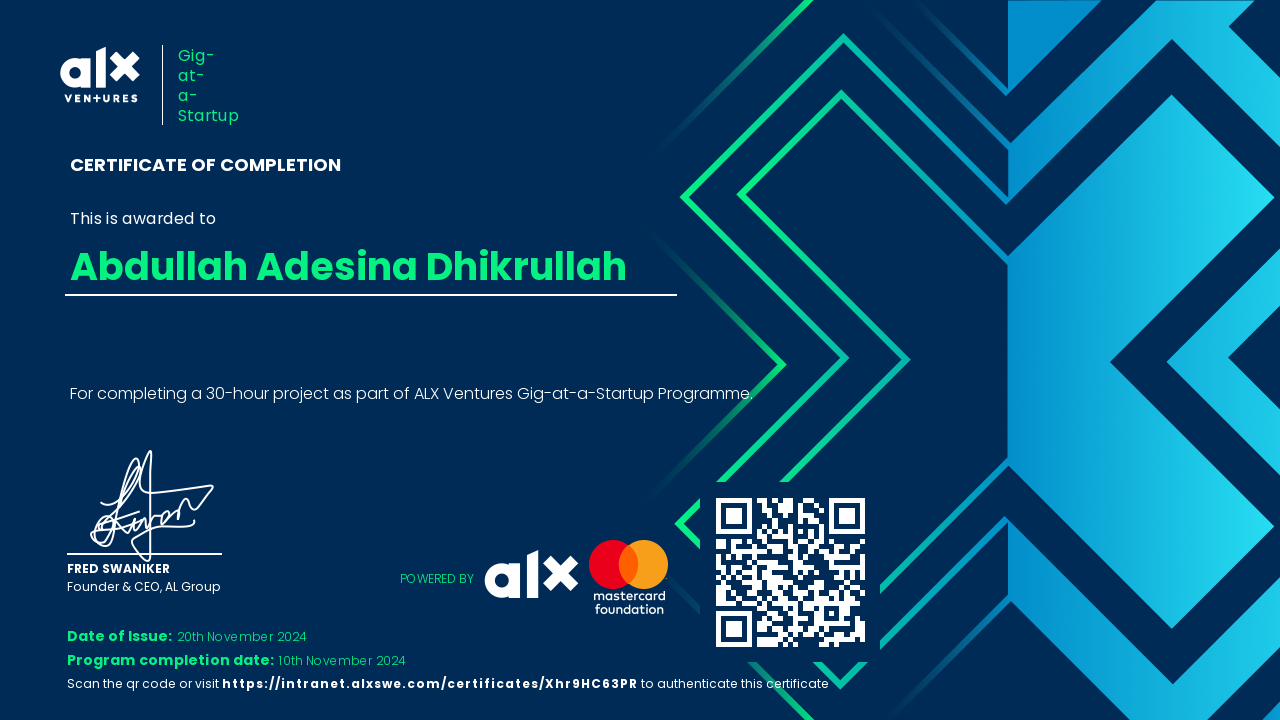 alx
VENTURES
Gig-
at-
a-
Startup
CERTIFICATE OF COMPLETION
This is awarded to
Abdullah Adesina Dhikrullah
For completing a 30-hour project as part of ALX Ventures Gig-at-a-Startup Programme.
FRED SWANIKER
Founder & CEO, AL Group
POWERED BY
alx
mastercard
foundation
Date of Issue: 20th November 2024
Program completion date: 10th November 2024
Scan the qr code or visit https://intranet.alxswe.com/certificates/Xhr9HC63PR to authenticate this certificate